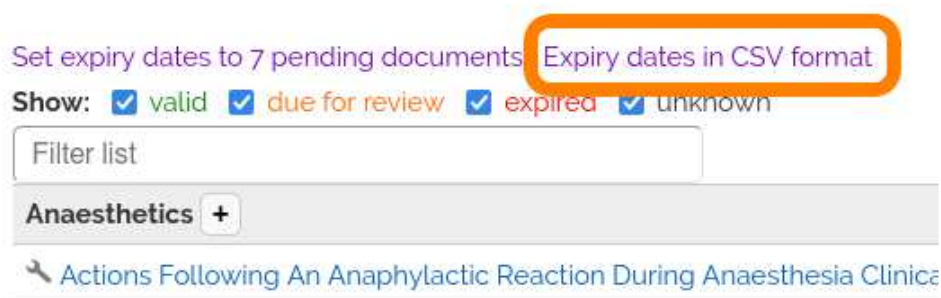 Set expiry dates to 7 pending documents Expiry dates in CSV format
Show: valid due for review expired unknown
Filter list
Anaesthetics +
Actions Following An Anaphylactic Reaction During Anaesthesia Clinica